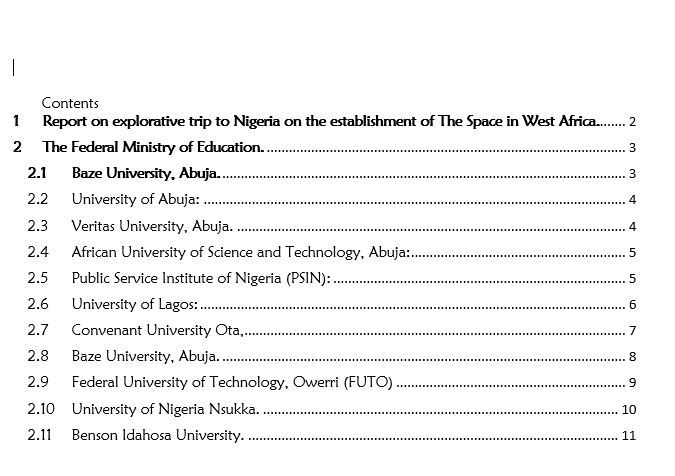 Contents
1 Report on explorative trip to Nigeria on the establishment of The Space in West Africa........ 2
2 The Federal Ministry of Education. .......... 3
2.1 Baze University, Abuja. .......... 3
2.2 University of Abuja: .......... 4
2.3 Veritas University, Abuja. .......... 4
2.4 African University of Science and Technology, Abuja: .......... 5
2.5 Public Service Institute of Nigeria (PSIN): .......... 5
2.6 University of Lagos: .......... 6
2.7 Convenant University Ota, .......... 7
2.8 Baze University, Abuja. .......... 8
2.9 Federal University of Technology, Owerri (FUTO) .......... 9
2.10 University of Nigeria Nsukka. .......... 10
2.11 Benson Idahosa University. .......... 11